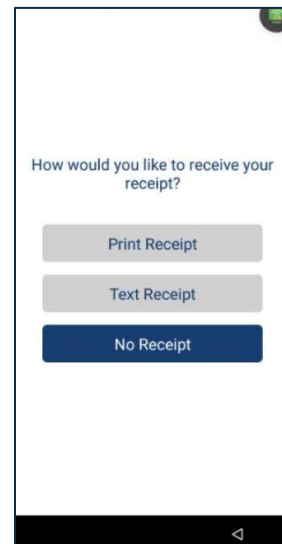 How would you like to receive your
receipt?
Print Receipt
Text Receipt
No Receipt